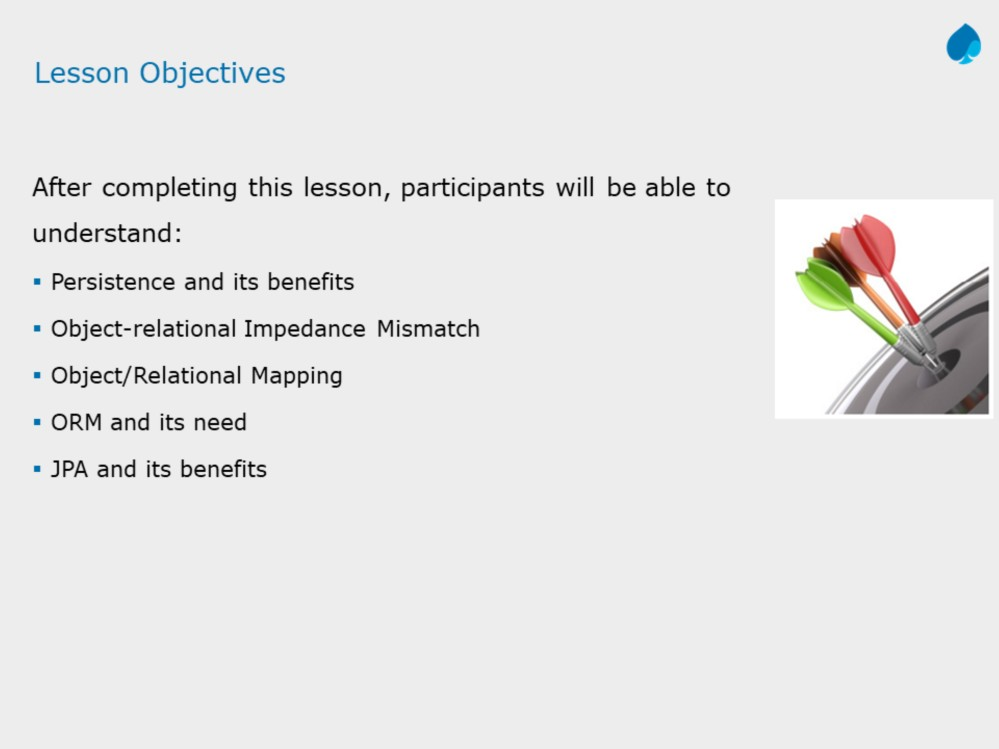 Lesson Objectives
After completing this lesson, participants will be able to
understand:
Persistence and its benefits
Object-relational Impedance Mismatch
Object/Relational Mapping
ORM and its need
JPA and its benefits